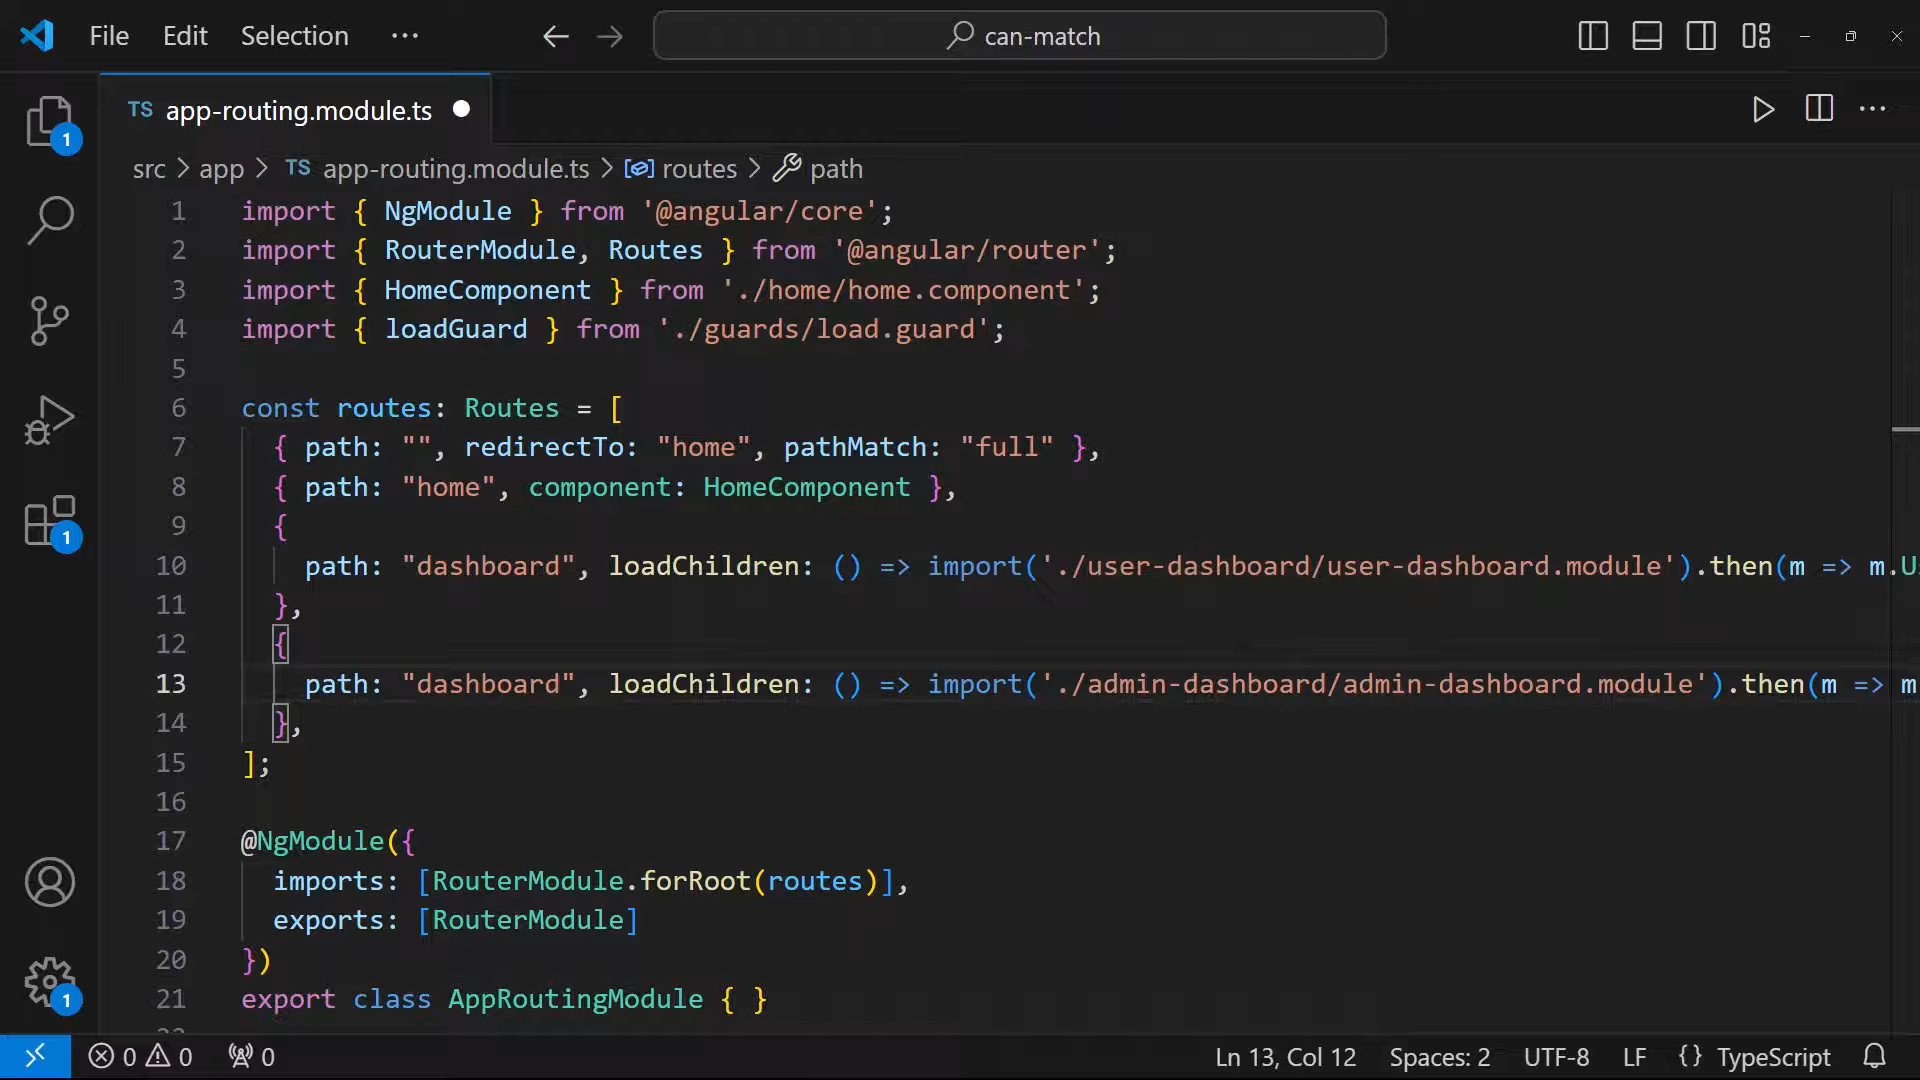 File Edit Selection ··· can-match
TS app-routing.module.ts
src > app > TS app-routing.module.ts > routes > path
1 import { NgModule } from '@angular/core';
2 import { RouterModule, Routes } from '@angular/router';
3 import { HomeComponent } from './home/home.component';
4 import { loadGuard } from './guards/load.guard';
5
6 const routes: Routes = [
7 { path: "", redirectTo: "home", pathMatch: "full" },
8 { path: "home", component: HomeComponent },
9 {
10 path: "dashboard", loadChildren: () => import('./user-dashboard/user-dashboard.module').then(m => m.Us
11 },
12 {
13 path: "dashboard", loadChildren: () => import('./admin-dashboard/admin-dashboard.module').then(m => m
14 },
15 ];
16
17 @NgModule({
18 imports: [RouterModule.forRoot(routes)],
19 exports: [RouterModule]
20 })
21 export class AppRoutingModule { }
1
1
1
0 0 0 Ln 13, Col 12 Spaces: 2 UTF-8 LF {} TypeScript